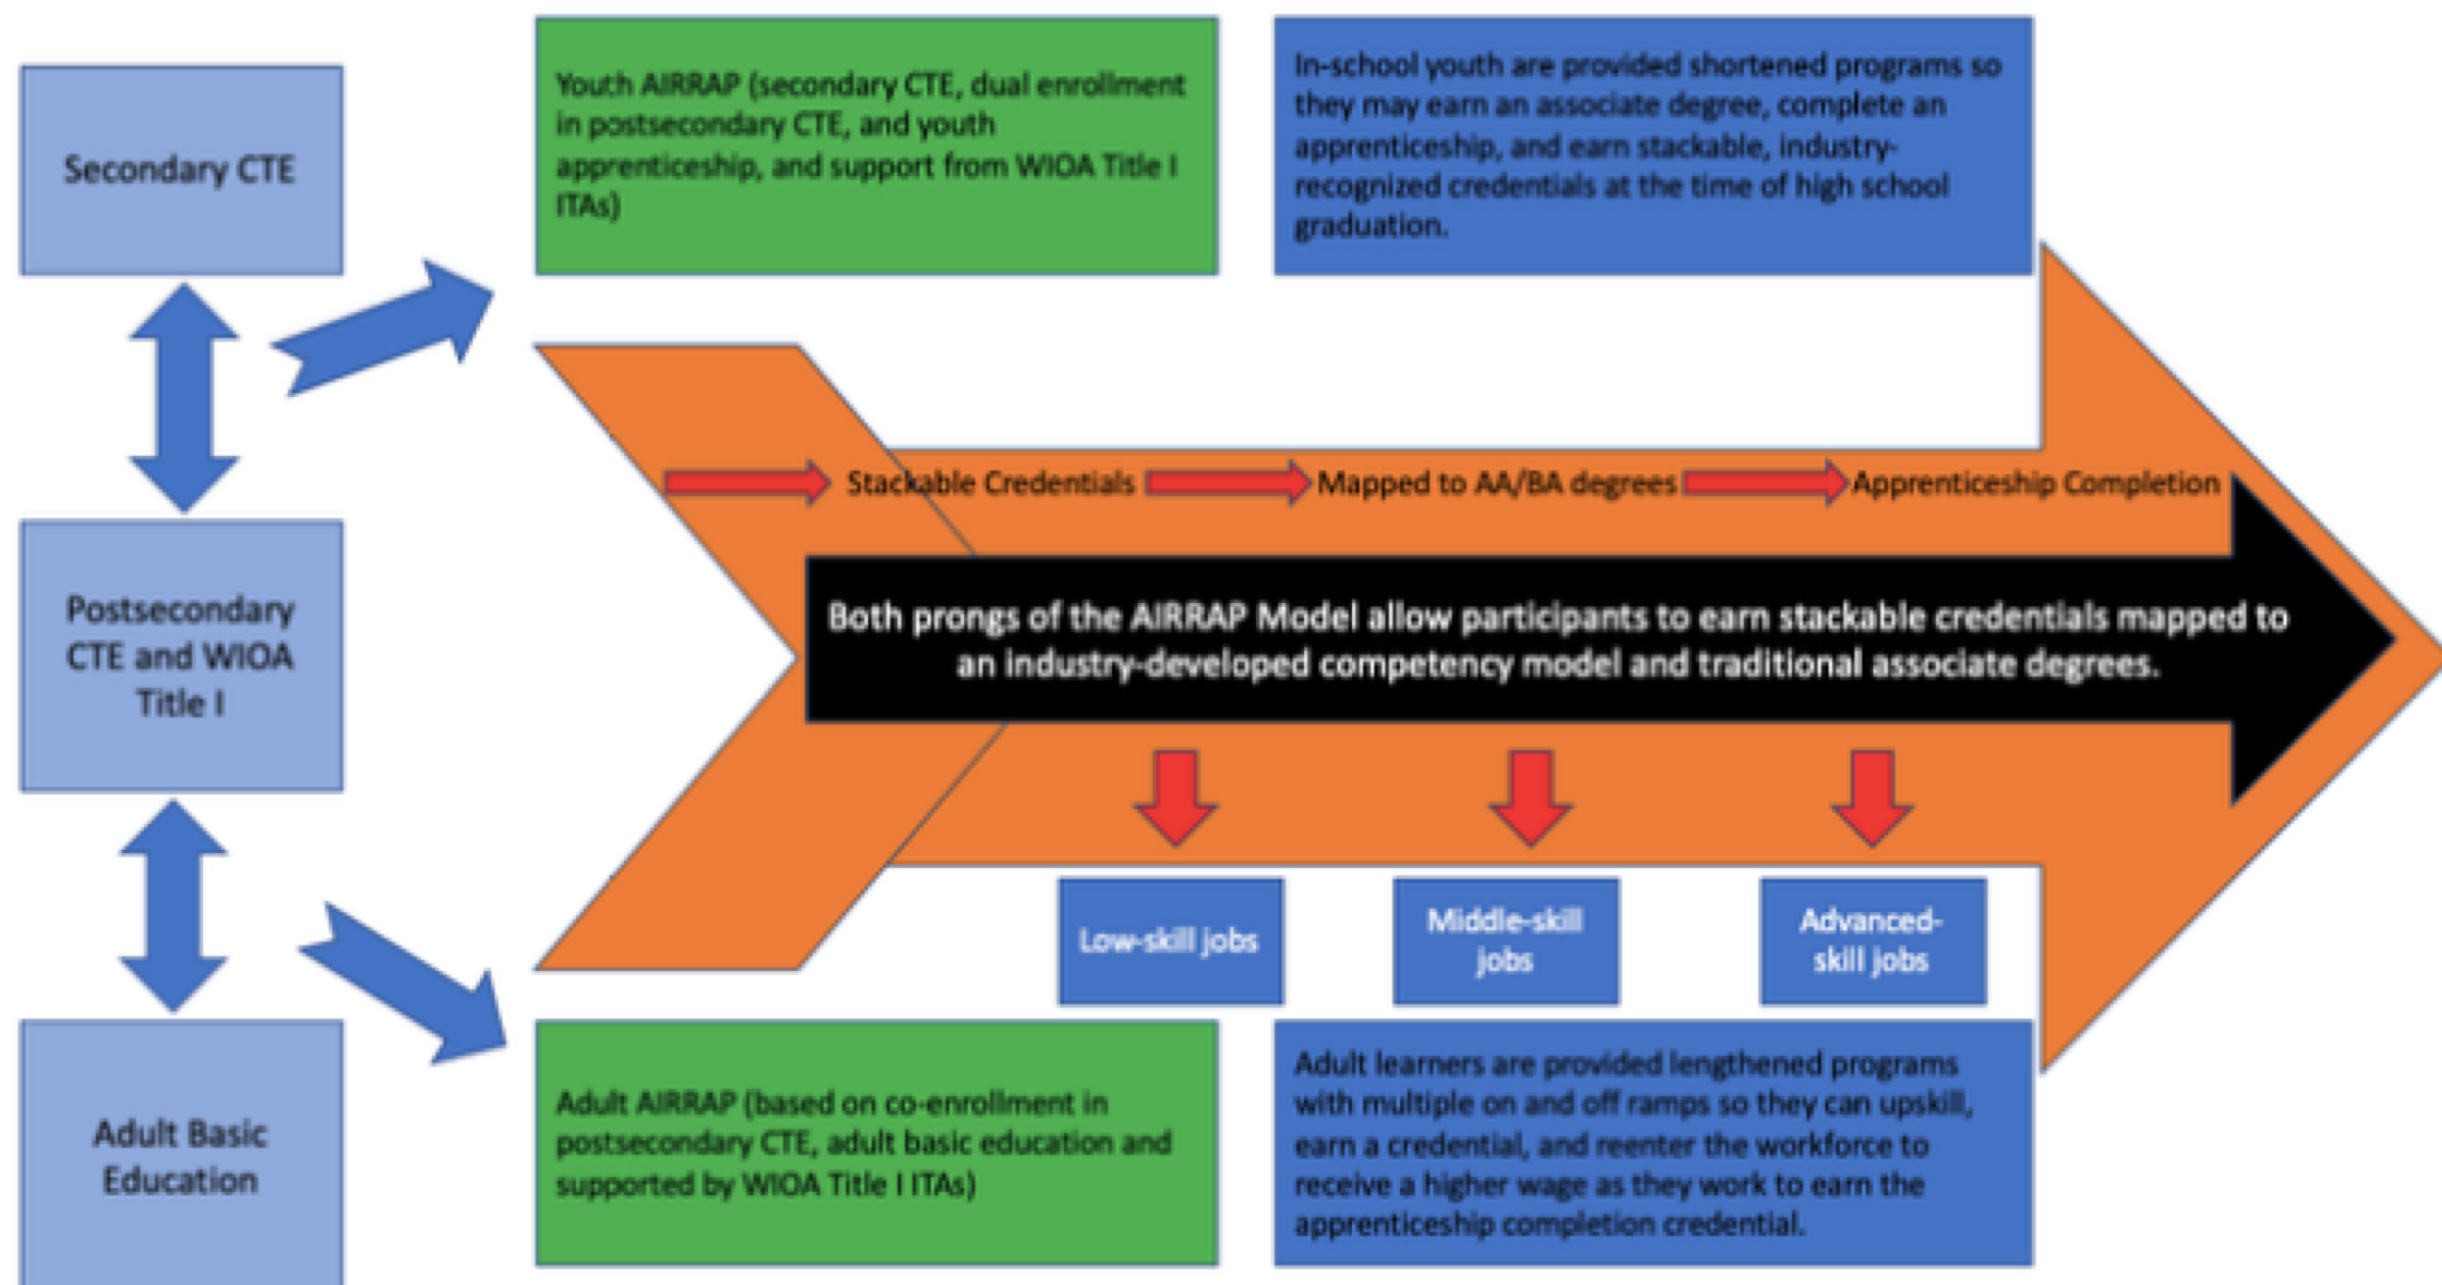 Secondary CTE
Youth AIRRAP (secondary CTE, dual enrollment
in postsecondary CTE, and youth
apprenticeship, and support from WIOA Title I
ITAs)
In-school youth are provided shortened programs so
they may earn an associate degree, complete an
apprenticeship, and earn stackable, industry-
recognized credentials at the time of high school
graduation.
Stackable Credentials
Mapped to AA/BA degrees
Apprenticeship Completion
Postsecondary
CTE and WIOA
Title I
Both prongs of the AIRRAP Model allow participants to earn stackable credentials mapped to
an industry-developed competency model and traditional associate degrees.
Low-skill jobs
Middle-skill
jobs
Advanced-
skill jobs
Adult Basic
Education
Adult AIRRAP (based on co-enrollment in
postsecondary CTE, adult basic education and
supported by WIOA Title I ITAs)
Adult learners are provided lengthened programs
with multiple on and off ramps so they can upskill,
earn a credential, and reenter the workforce to
receive a higher wage as they work to earn the
apprenticeship completion credential.